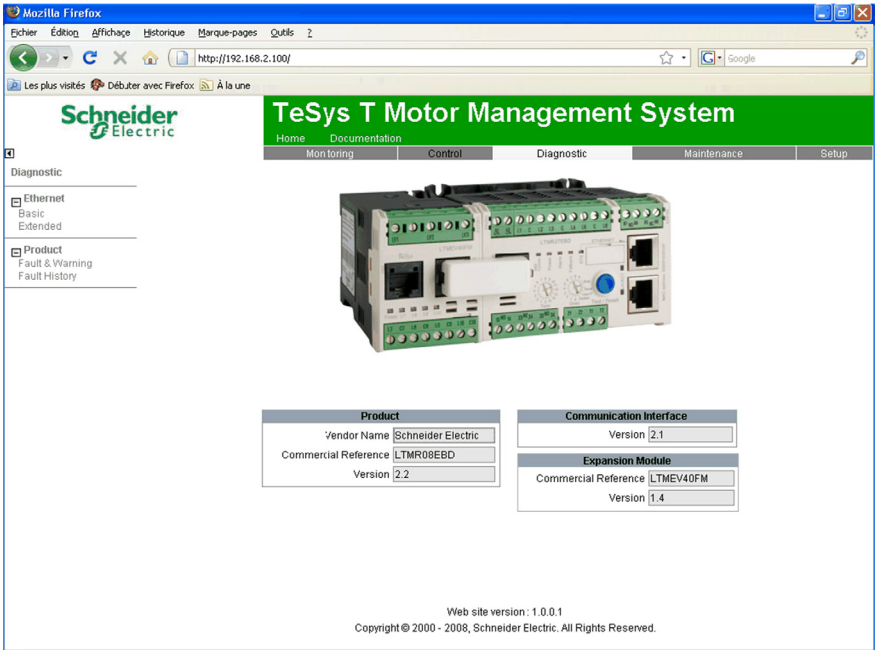 Mozilla Firefox
Fichier Édition Affichage Historique Marque-pages Outils ?
http://192.168.2.100/
Google
Les plus visités Débuter avec Firefox À la une
Schneider Electric
TeSys T Motor Management System
Home Documentation
Monitoring Control Diagnostic Maintenance Setup
Diagnostic
Ethernet
Basic
Extended
Product
Fault & Warning
Fault History
Product
Vendor Name Schneider Electric
Commercial Reference LTMR08EBD
Version 2.2
Communication Interface
Version 2.1
Expansion Module
Commercial Reference LTMEV40FM
Version 1.4
Web site version : 1.0.0.1
Copyright © 2000 - 2008, Schneider Electric. All Rights Reserved.